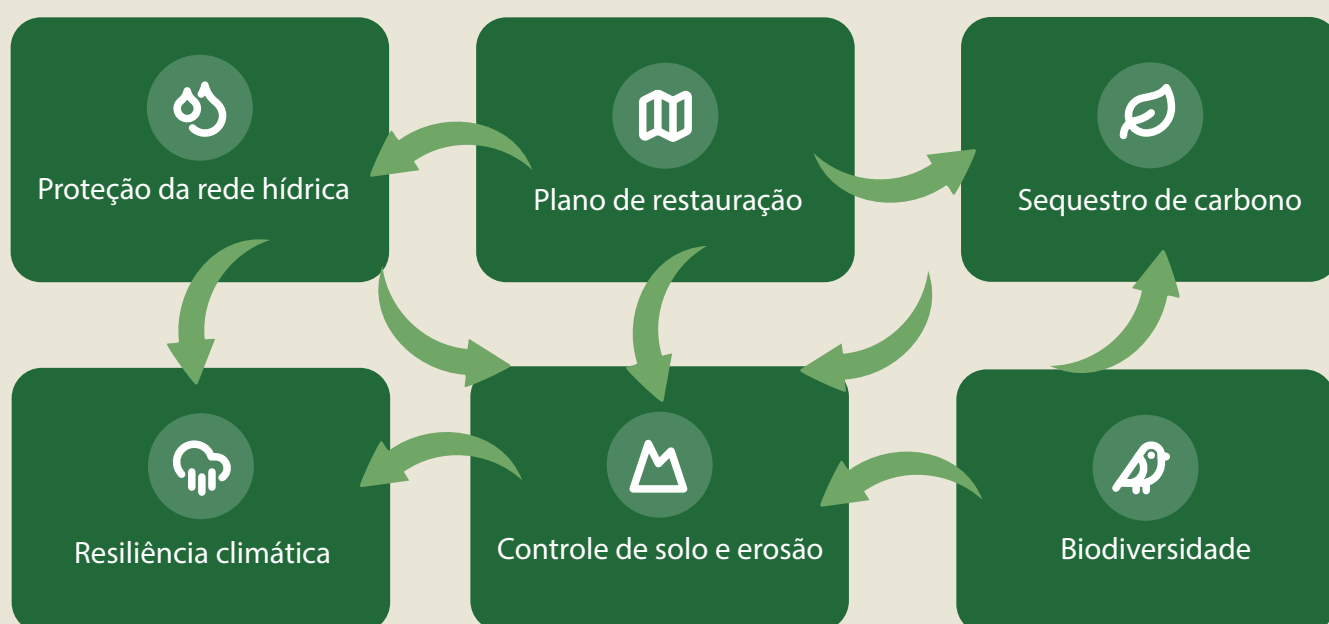 Proteção da rede hídrica
Plano de restauração
Sequestro de carbono
Resiliência climática
Controle de solo e erosão
Biodiversidade